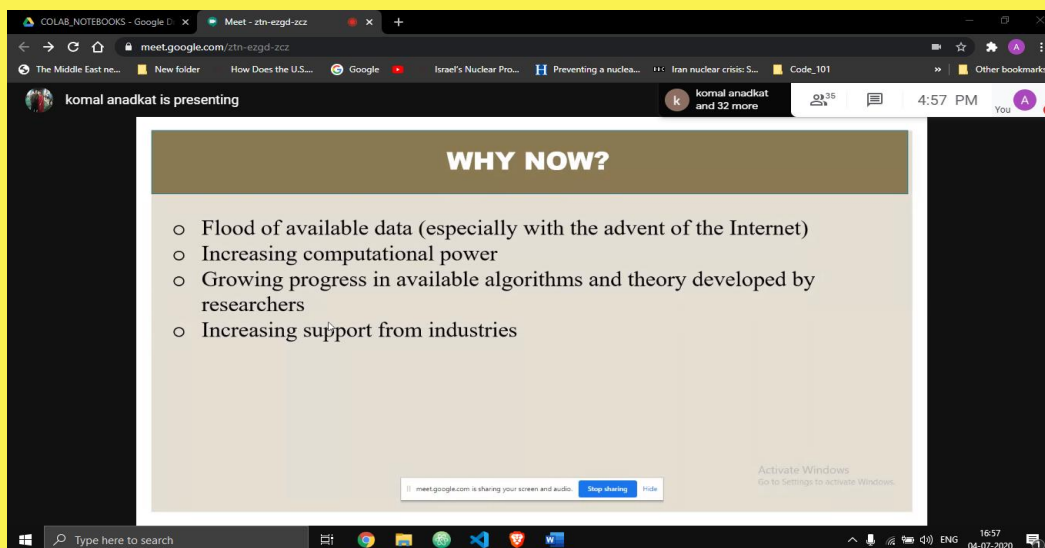 COLAB_NOTEBOOKS - Google D
Meet - ztn-ezgd-zcz
meet.google.com/ztn-ezgd-zcz
The Middle East ne... New folder How Does the U.S.... Google Israel's Nuclear Pro... Preventing a nuclea... Iran nuclear crisis: S... Code_101 » Other bookmarks
komal anadkat is presenting
k komal anadkat
and 32 more
35
4:57 PM
You A
WHY NOW?
o Flood of available data (especially with the advent of the Internet)
o Increasing computational power
o Growing progress in available algorithms and theory developed by
researchers
o Increasing support from industries
Activate Windows
Go to Settings to activate Windows.
meet.google.com is sharing your screen and audio. Stop sharing Hide
Type here to search
ENG
16:57
04-07-2020